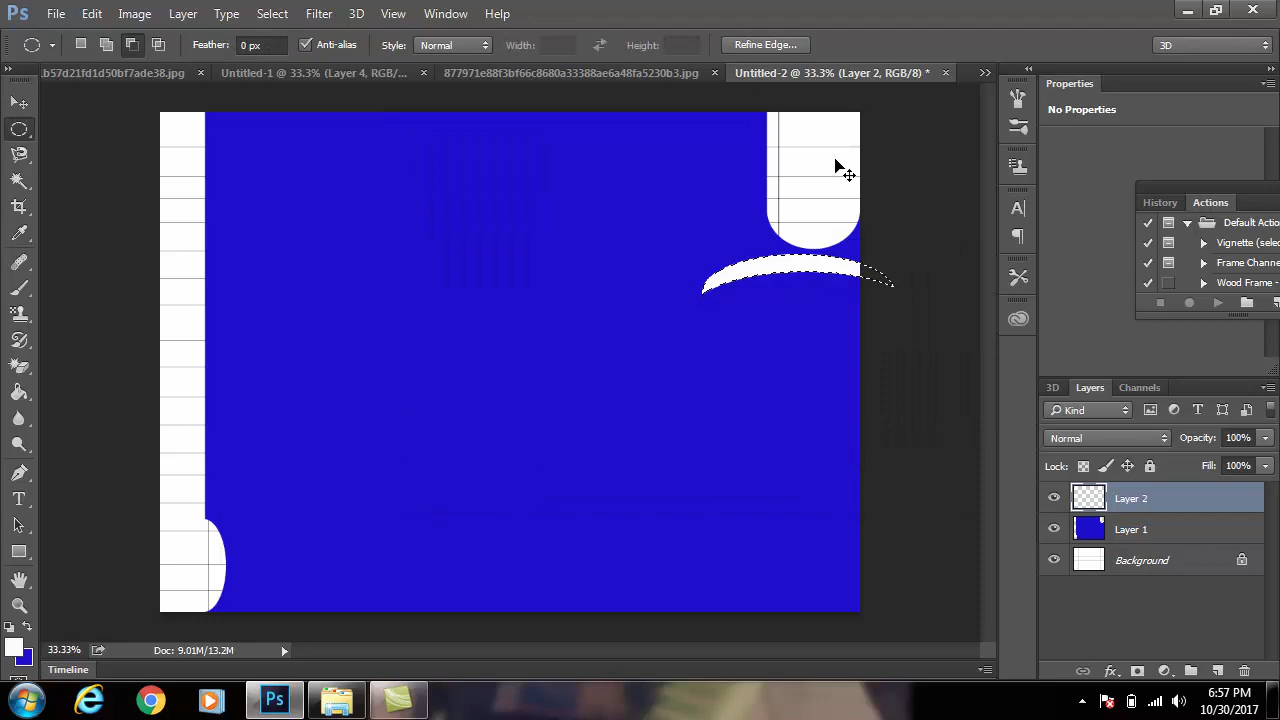 Ps File Edit Image Layer Type Select Filter 3D View Window Help
Feather: 0 px Anti-alias Style: Normal Width: Height: Refine Edge... 3D
.b57d21fd1d50bf7ade38.jpg × Untitled-1 @ 33.3% (Layer 4, RGB/... × 877971e88f3bf66c8680a33388ae6a48fa5230b3.jpg × Untitled-2 @ 33.3% (Layer 2, RGB/8) * ×
Properties
No Properties
History Actions
Default Actio
Vignette (selec
Frame Channe
Wood Frame -
3D Layers Channels
Kind
Normal Opacity: 100%
Lock: Fill: 100%
Layer 2
Layer 1
Background
33.33% Doc: 9.01M/13.2M
Timeline
Ps
6:57 PM
10/30/2017